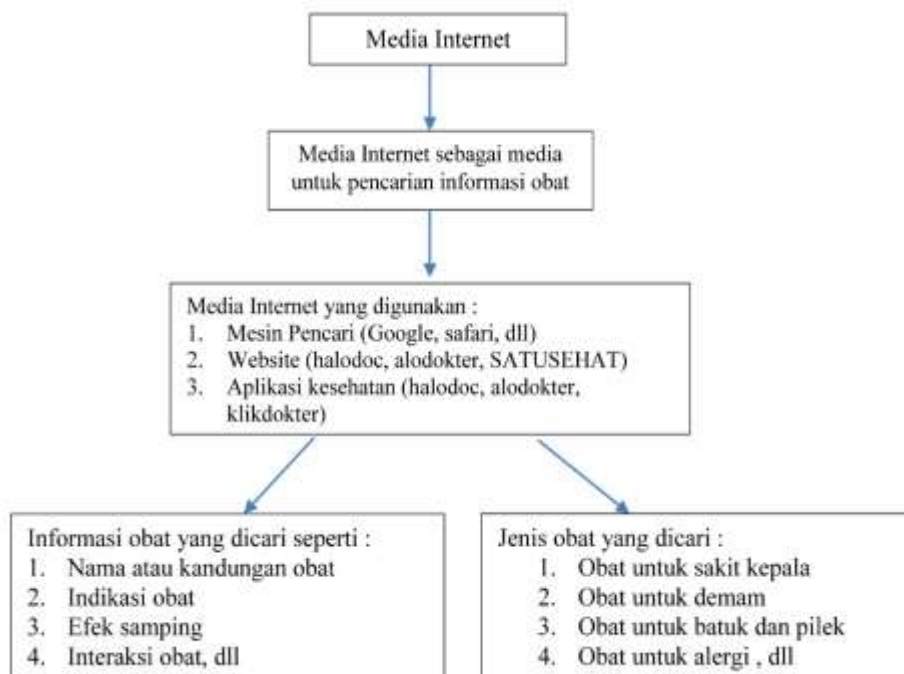 Media Internet
Media Internet sebagai media
untuk pencarian informasi obat
Media Internet yang digunakan :
1. Mesin Pencari (Google, safari, dll)
2. Website (halodoc, alodokter, SATUSEHAT)
3. Aplikasi kesehatan (halodoc, alodokter,
klikdokter)
Informasi obat yang dicari seperti :
1. Nama atau kandungan obat
2. Indikasi obat
3. Efek samping
4. Interaksi obat, dll
Jenis obat yang dicari :
1. Obat untuk sakit kepala
2. Obat untuk demam
3. Obat untuk batuk dan pilek
4. Obat untuk alergi , dll